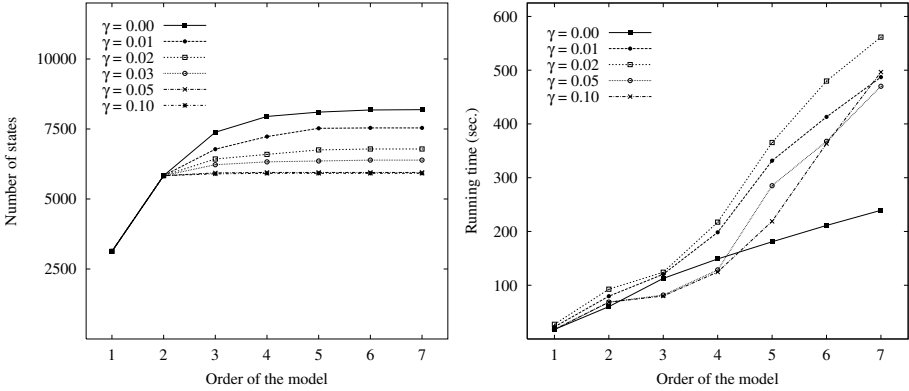 γ = 0.00
γ = 0.01
γ = 0.02
γ = 0.03
γ = 0.05
γ = 0.10
10000
7500
5000
2500
1 2 3 4 5 6 7
Number of states
Order of the model
γ = 0.00
γ = 0.01
γ = 0.02
γ = 0.05
γ = 0.10
600
500
400
300
200
100
1 2 3 4 5 6 7
Running time (sec.)
Order of the model